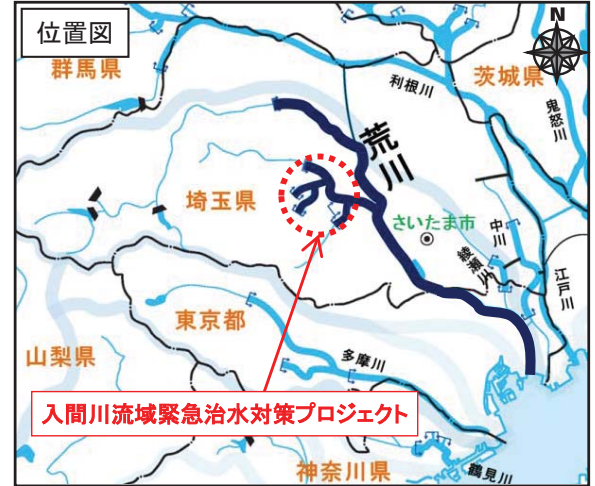 位置図
N
群馬県
利根川
茨城県
鬼怒川
荒川
埼玉県
さいたま市
中川
綾瀬川
江戸川
東京都
山梨県
多摩川
入間川流域緊急治水対策プロジェクト
神奈川県
鶴見川